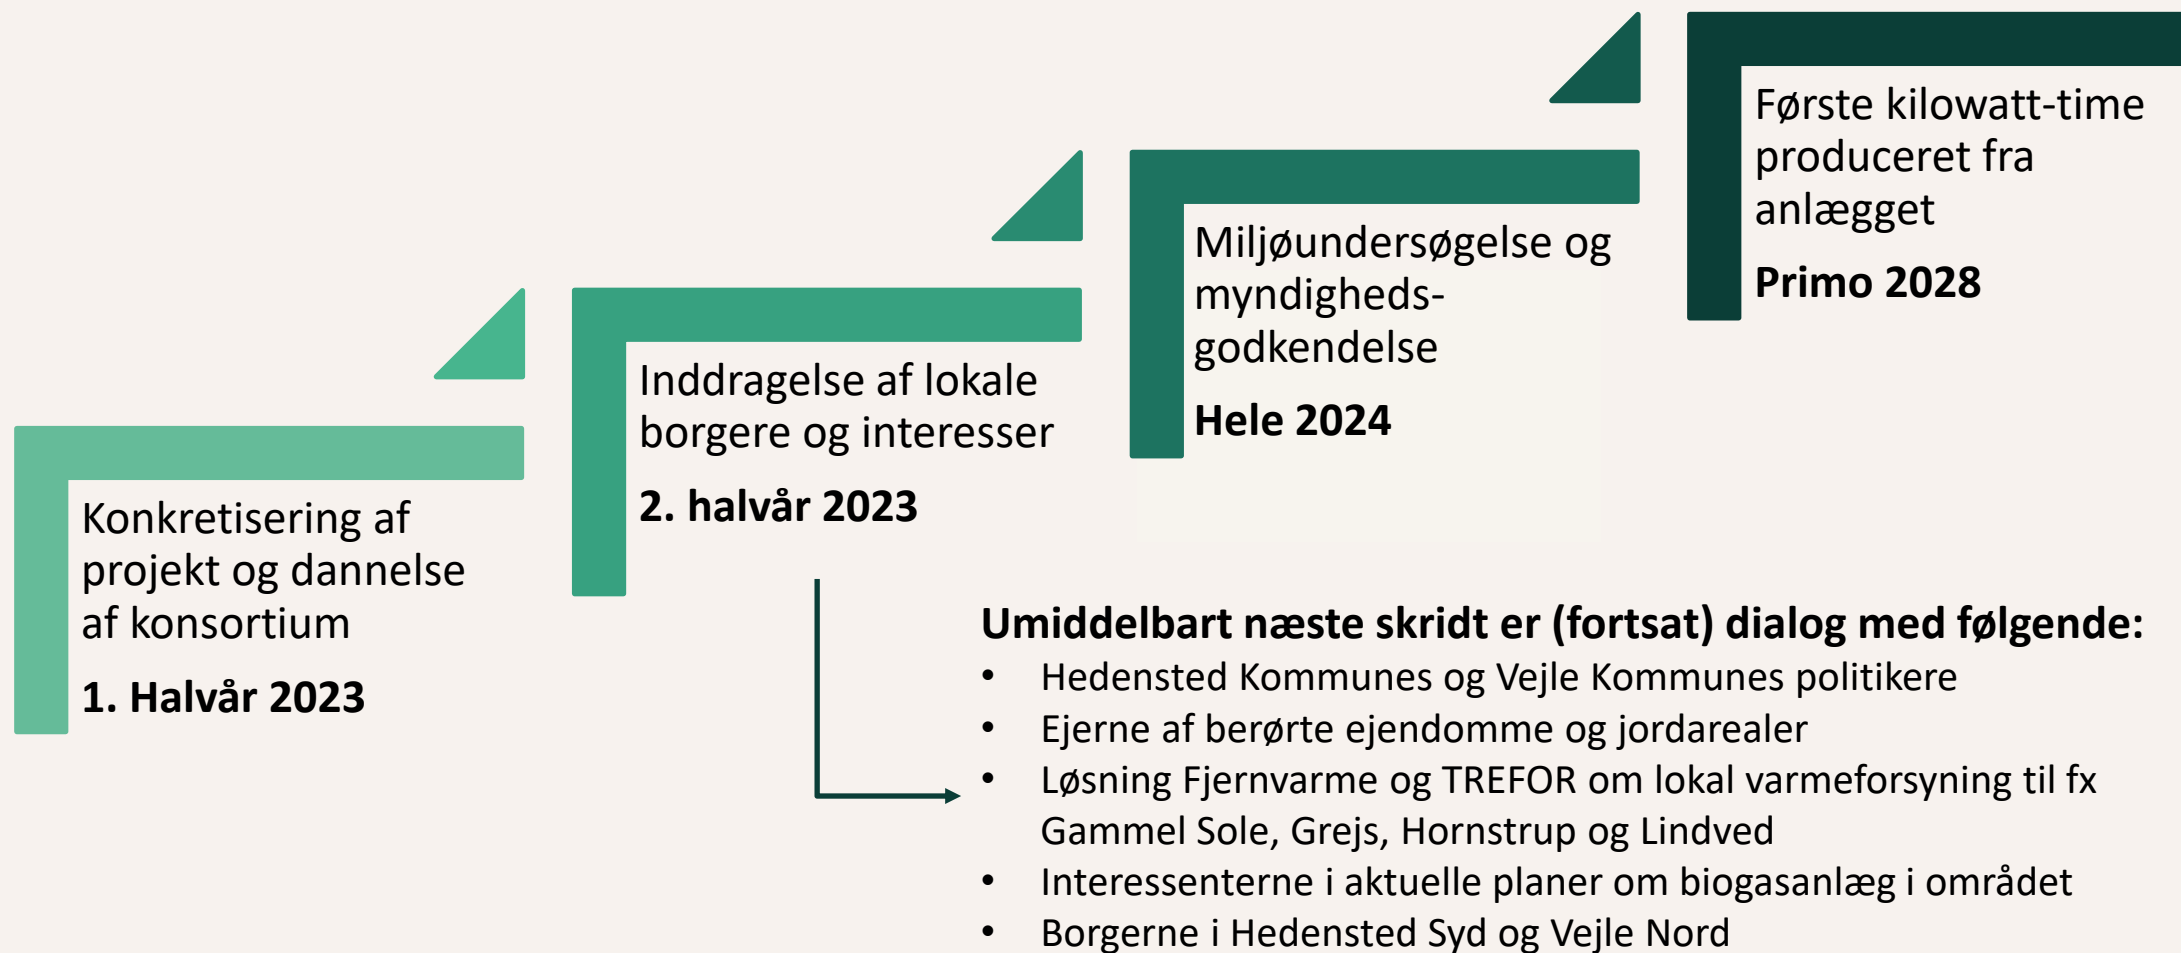 Konkretisering af
projekt og dannelse
af konsortium
1. Halvår 2023
Inddragelse af lokale
borgere og interesser
2. halvår 2023
Miljøundersøgelse og
myndigheds-
godkendelse
Hele 2024
Første kilowatt-time
produceret fra
anlægget
Primo 2028
Umiddelbart næste skridt er (fortsat) dialog med følgende:
• Hedensted Kommunes og Vejle Kommunes politikere
• Ejerne af berørte ejendomme og jordarealer
• Løsning Fjernvarme og TREFOR om lokal varmeforsyning til fx
Gammel Sole, Grejs, Hornstrup og Lindved
• Interessenterne i aktuelle planer om biogasanlæg i området
• Borgerne i Hedensted Syd og Vejle Nord